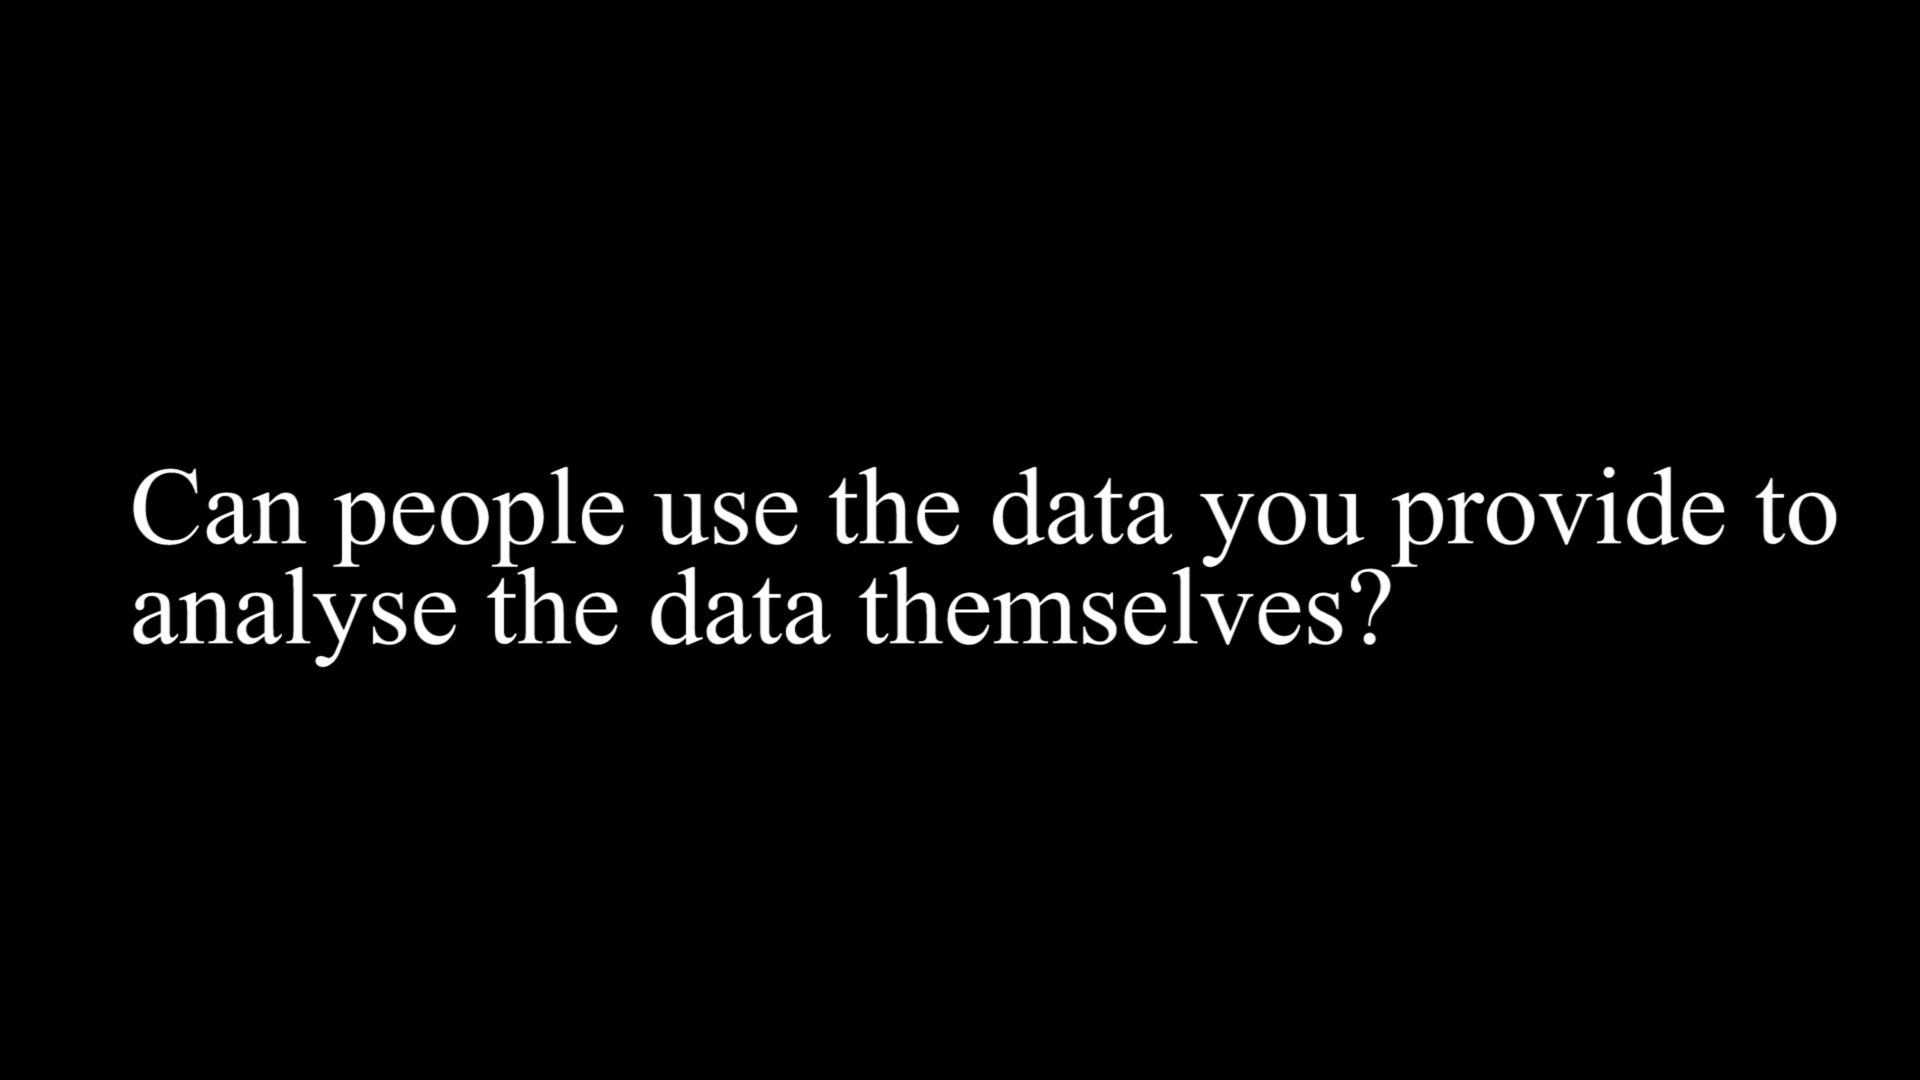 Can people use the data you provide to
analyse the data themselves?